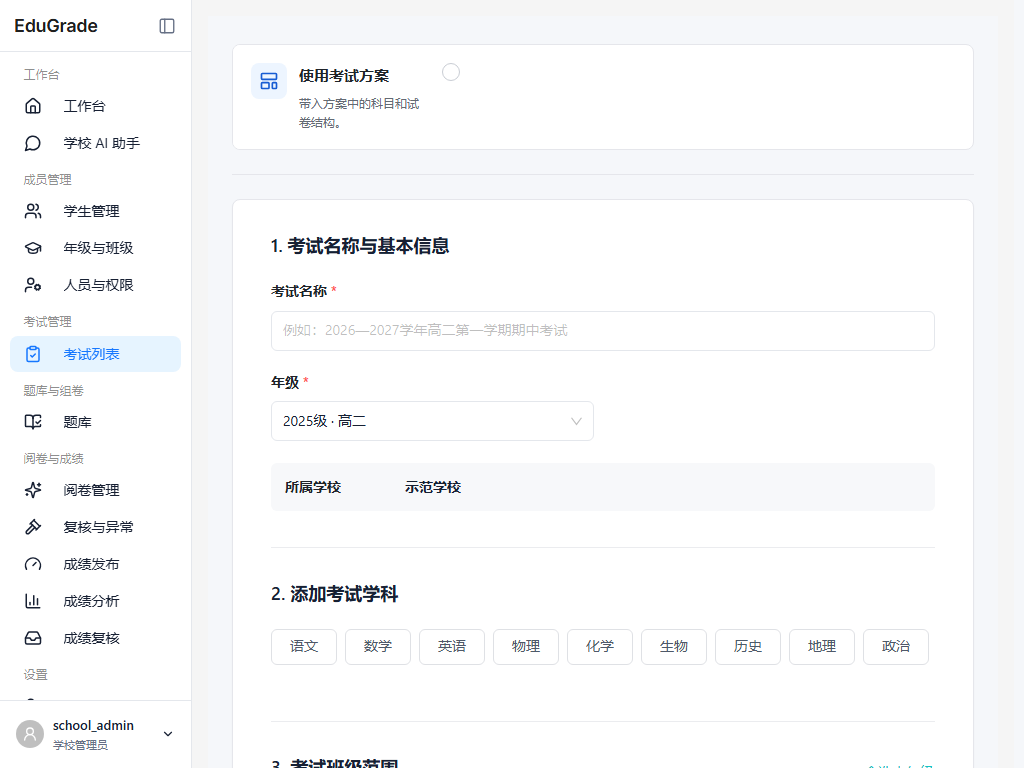 EduGrade
工作台
工作台
学校 AI 助手
成员管理
学生管理
年级与班级
人员与权限
考试管理
考试列表
题库与组卷
题库
阅卷与成绩
阅卷管理
复核与异常
成绩发布
成绩分析
成绩复核
设置
school_admin
学校管理员
使用考试方案
带入方案中的科目和试
卷结构。
1. 考试名称与基本信息
考试名称 *
例如：2026—2027学年高二第一学期期中考试
年级 *
2025级 · 高二
所属学校 示范学校
2. 添加考试学科
语文 数学 英语 物理 化学 生物 历史 地理 政治
3. 考试班级范围